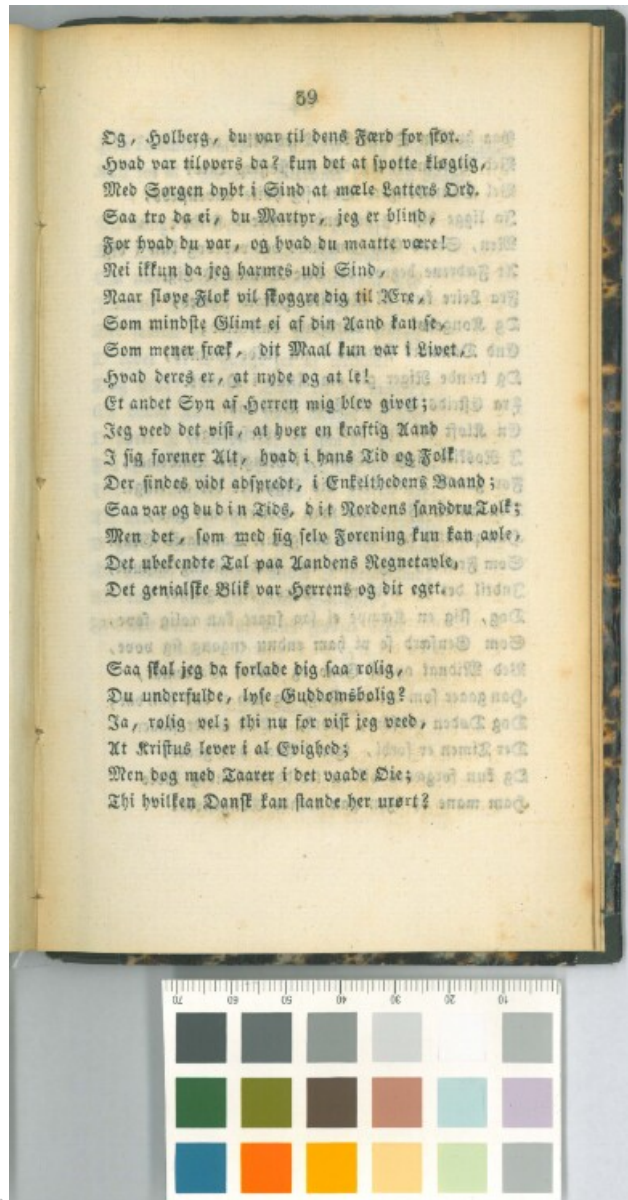 39
Og, Holberg, du var til dens Færd for stor.
Hvad var tilovers da? kun det at spotte kløgtig,
Med Sorgen dybt i Sind at mæle Latters Ord.
Saa tro da ei, du Martyr, jeg er blind,
For hvad du var, og hvad du maatte være!
Nei ikkun da jeg harmes udi Sind,
Naar sløve Flok vil skoggre dig til Ære,
Som mindste Glimt ei af din Aand kan se,
Som mener fræk, dit Maal kun var i Livet,
Hvad deres er, at nyde og at le!
Et andet Syn af Herren mig blev givet;
Jeg veed det vist, at hver en kraftig Aand
I sig forener Alt, hvad i hans Tid og Folk
Der findes vidt adspredt, i Enkelthedens Baand;
Saa var og du din Tids, dit Nordens sanddru Tolk;
Men det, som med sig selv Forening kun kan avle,
Det ubekendte Tal paa Aandens Regnetavle,
Det genialske Blik var Herrens og dit eget.
Saa skal jeg da forlade dig saa rolig,
Du underfulde, lyse Guddomsbolig?
Ja, rolig vel; thi nu for vist jeg veed,
At Kristus lever i al Evighed;
Men dog med Taarer i det vaade Øie;
Thi hvilken Dansk kan stande her urørt?
70 60 50 40 30 20 10